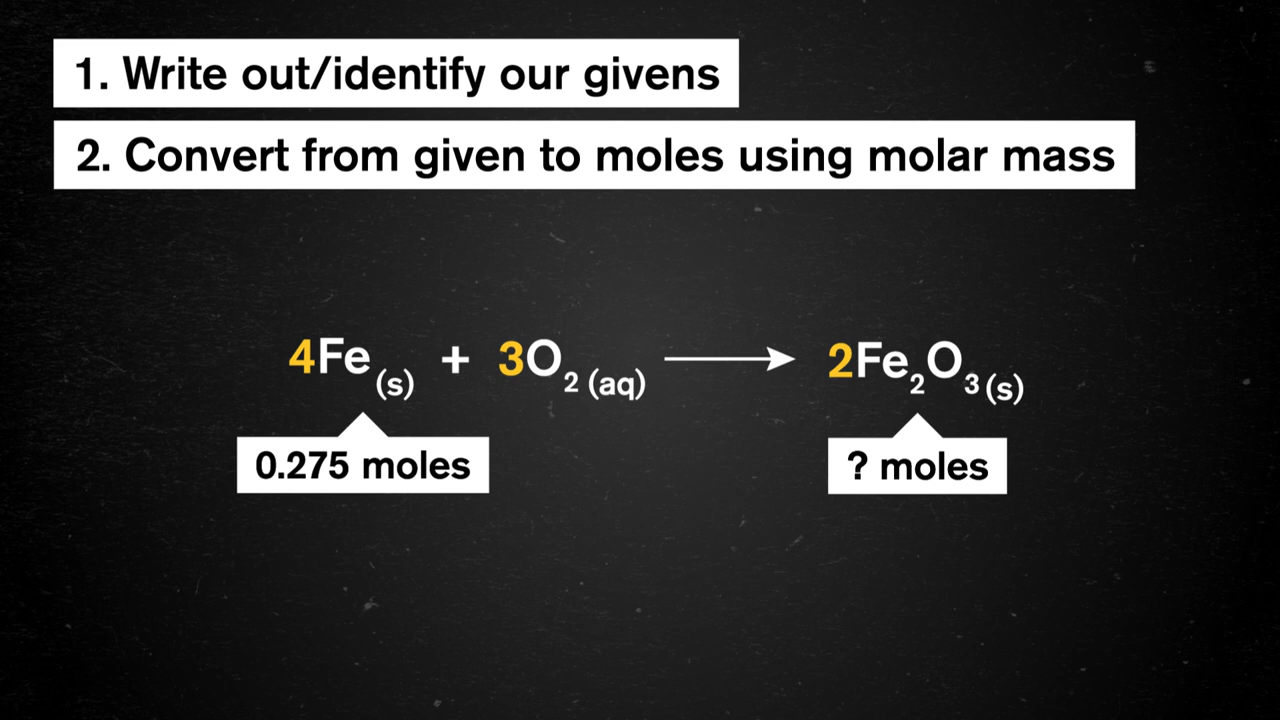 1. Write out/identify our givens
2. Convert from given to moles using molar mass
4Fe(s) + 3O2 (aq) ⟶ 2Fe2O3(s)
0.275 moles
? moles